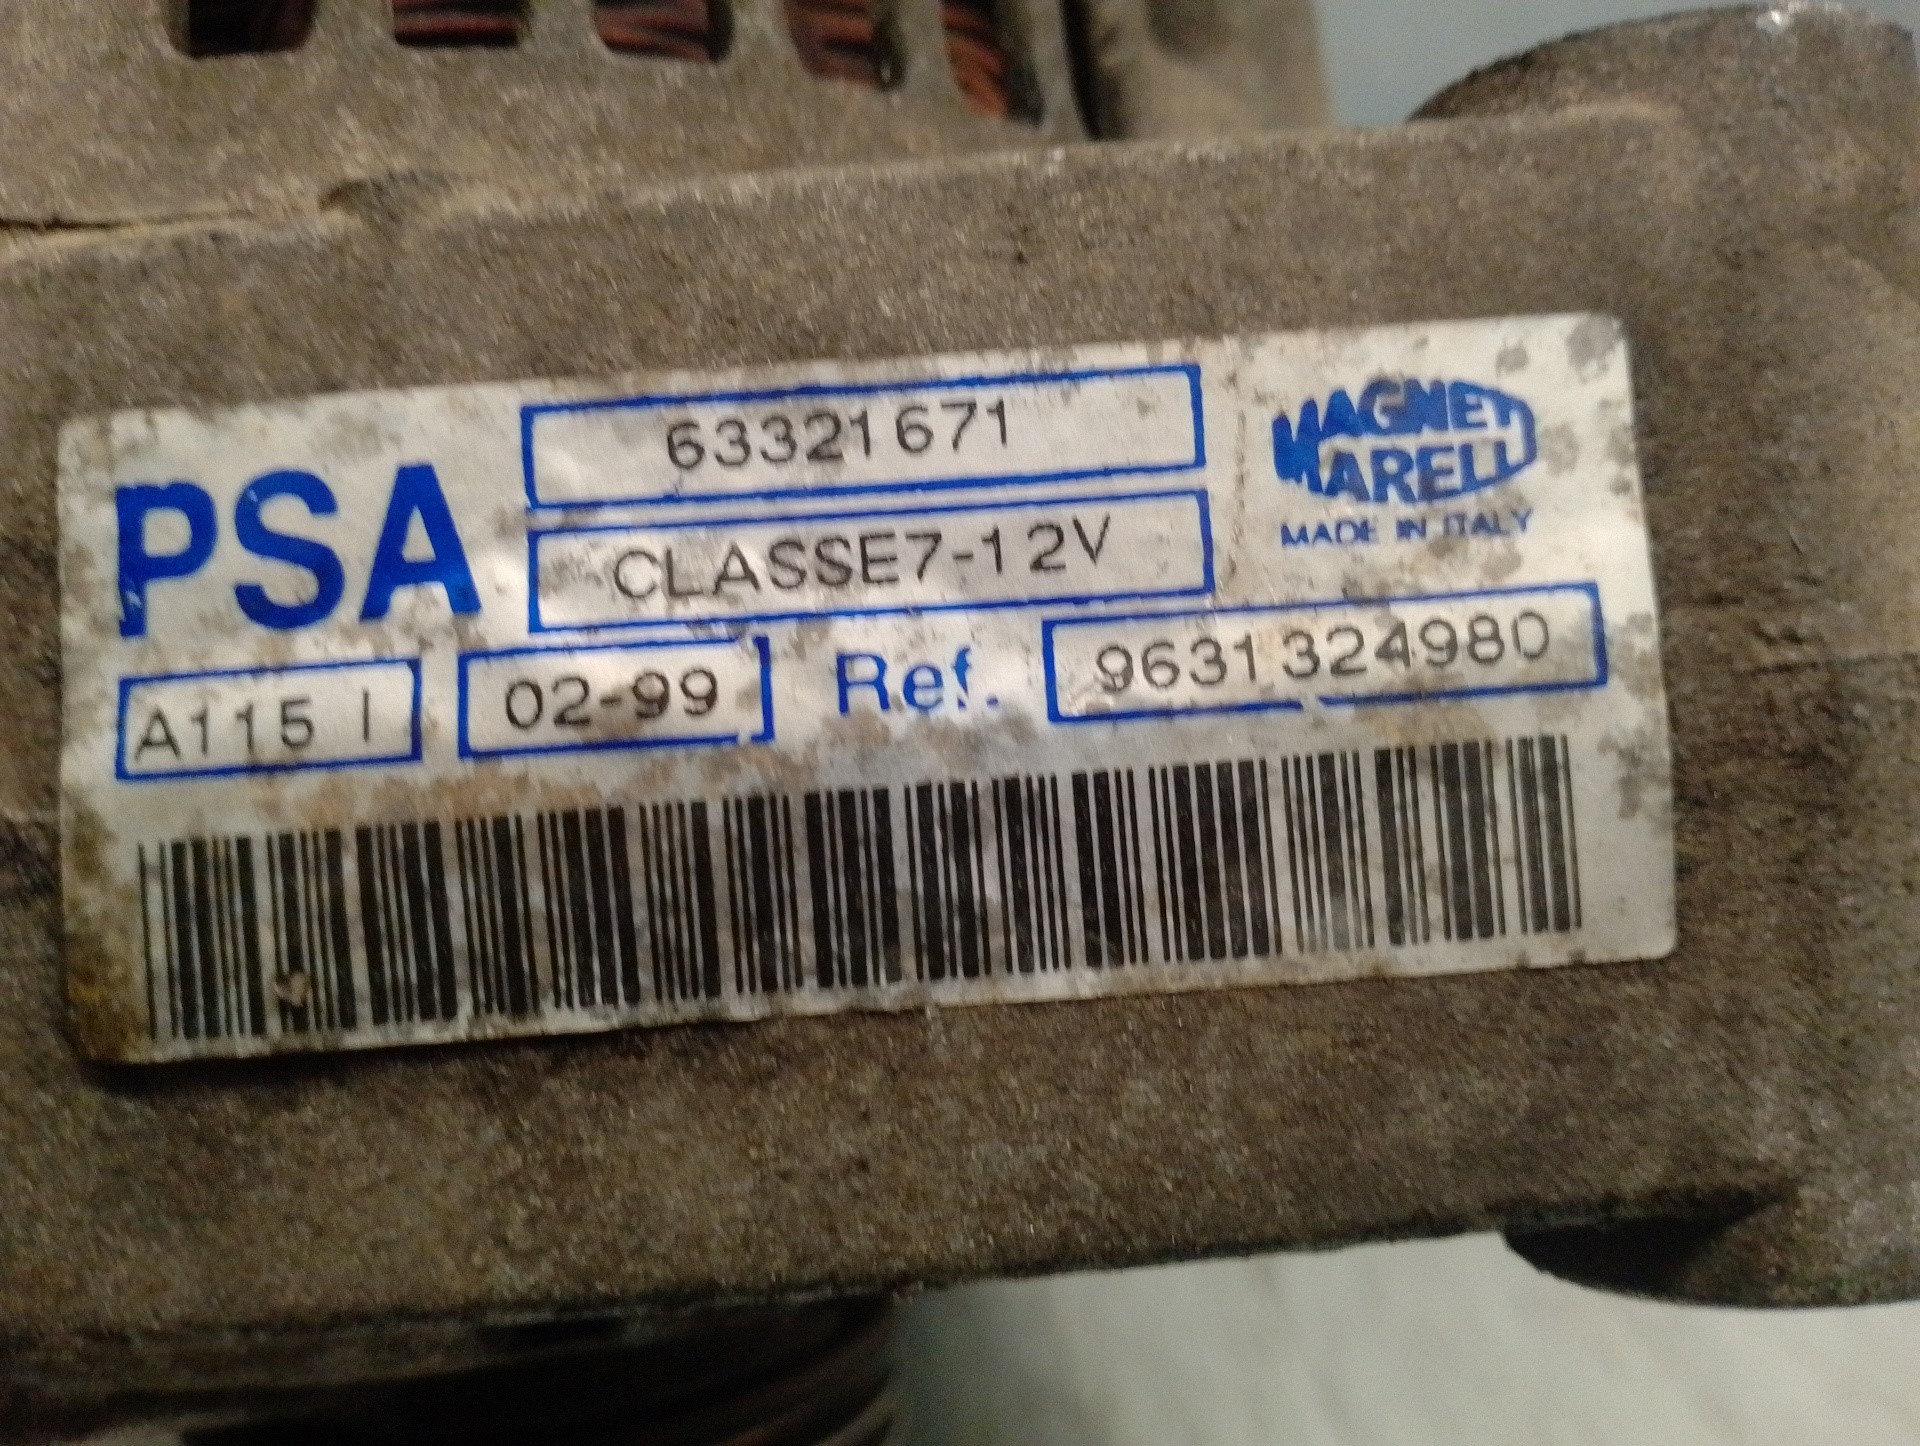 PSA
63321671
CLASSE7-12V
MAGNETI
MARELLI
MADE IN ITALY
A115 I
02-99
Ref. 9631324980